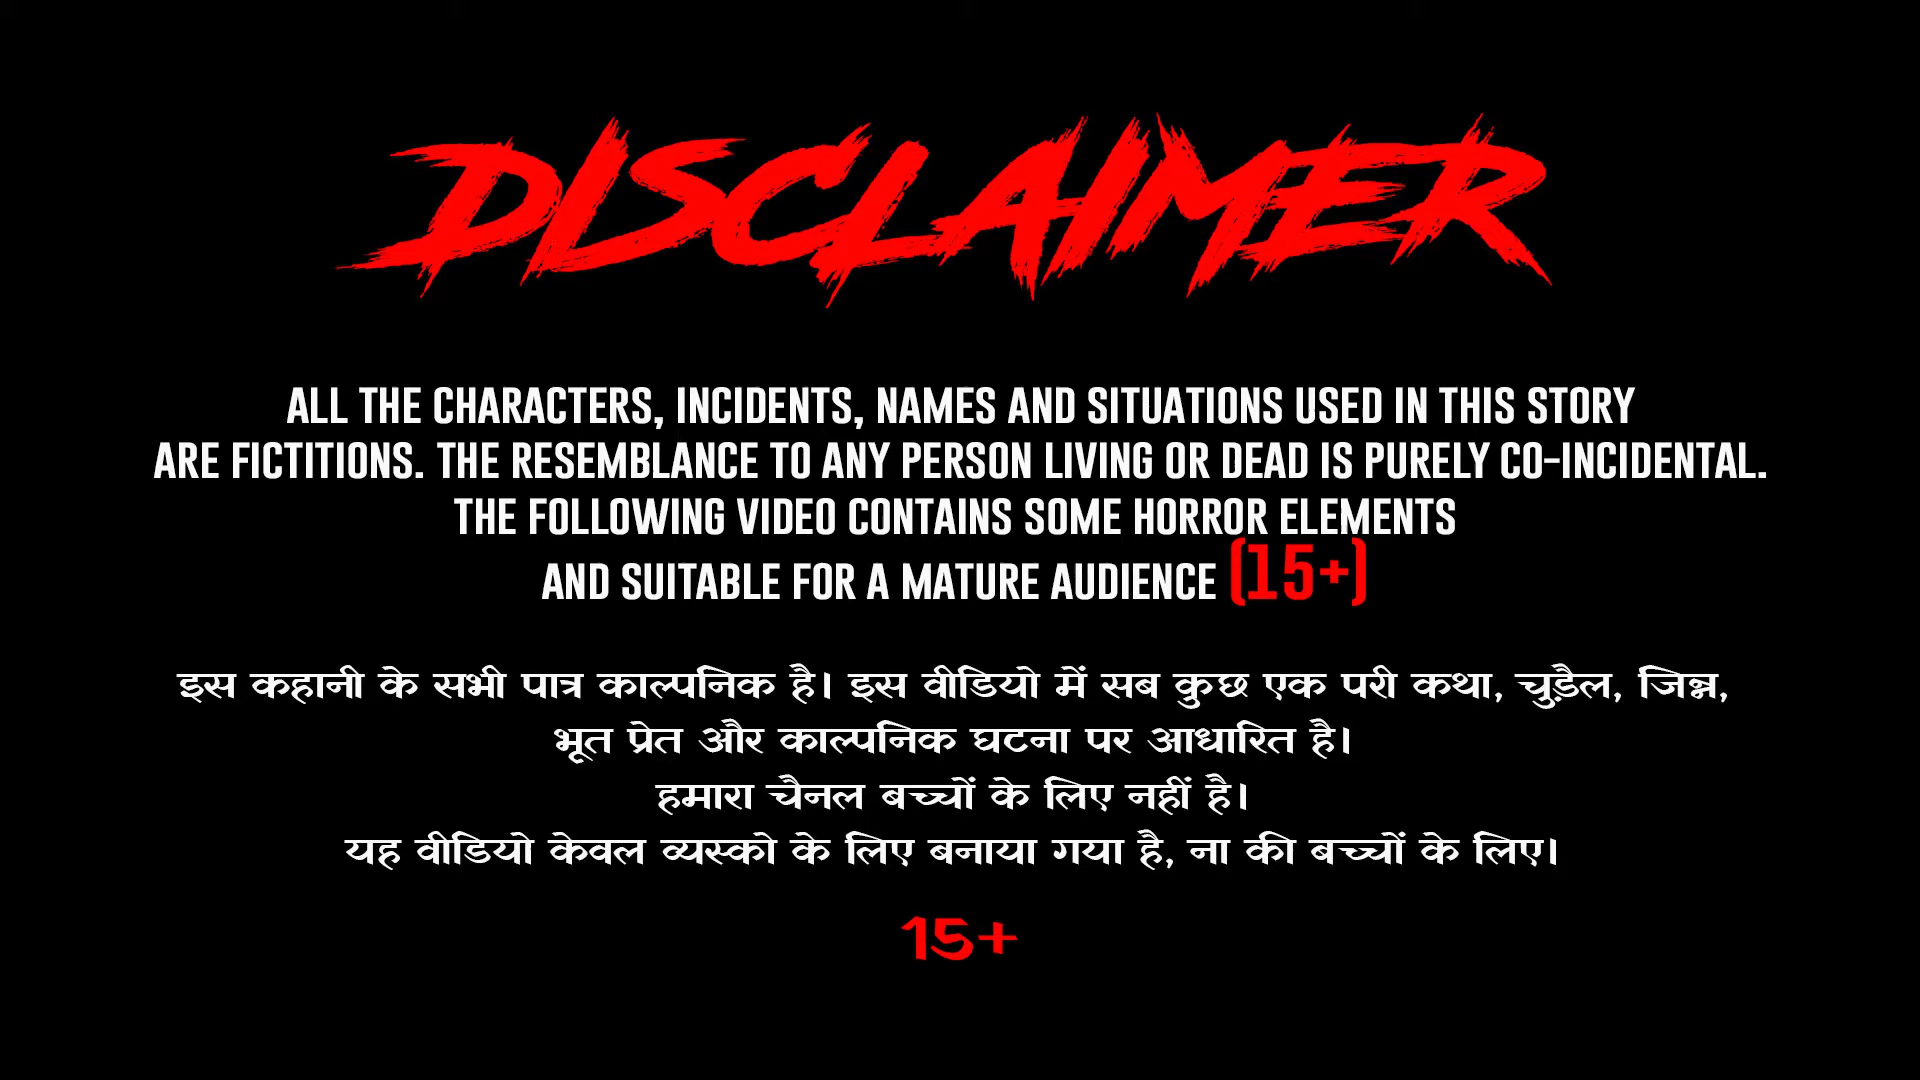 DISCLAIMER
ALL THE CHARACTERS, INCIDENTS, NAMES AND SITUATIONS USED IN THIS STORY
ARE FICTITIONS. THE RESEMBLANCE TO ANY PERSON LIVING OR DEAD IS PURELY CO-INCIDENTAL.
THE FOLLOWING VIDEO CONTAINS SOME HORROR ELEMENTS
AND SUITABLE FOR A MATURE AUDIENCE (15+)
इस कहानी के सभी पात्र काल्पनिक है। इस वीडियो में सब कुछ एक परी कथा, चुड़ैल, जिन्न,
भूत प्रेत और काल्पनिक घटना पर आधारित है।
हमारा चैनल बच्चों के लिए नहीं है।
यह वीडियो केवल व्यस्को के लिए बनाया गया है, ना की बच्चों के लिए।
15+